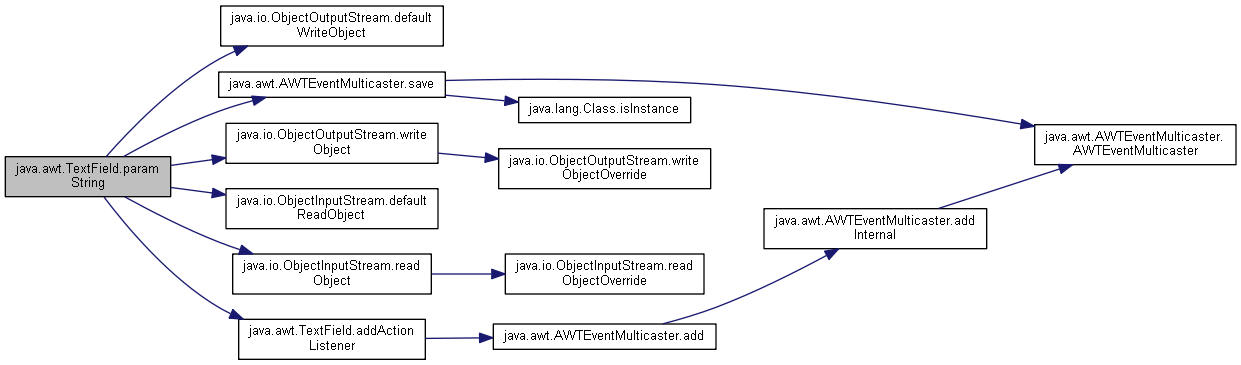 java.io.ObjectOutputStream.default
WriteObject
java.awt.AWTEventMulticaster.save
java.lang.Class.isInstance
java.awt.AWTEventMulticaster.
AWTEventMulticaster
java.io.ObjectOutputStream.write
Object
java.io.ObjectOutputStream.write
ObjectOverride
java.awt.TextField.param
String
java.io.ObjectInputStream.default
ReadObject
java.awt.AWTEventMulticaster.add
Internal
java.io.ObjectInputStream.read
Object
java.io.ObjectInputStream.read
ObjectOverride
java.awt.TextField.addAction
Listener
java.awt.AWTEventMulticaster.add